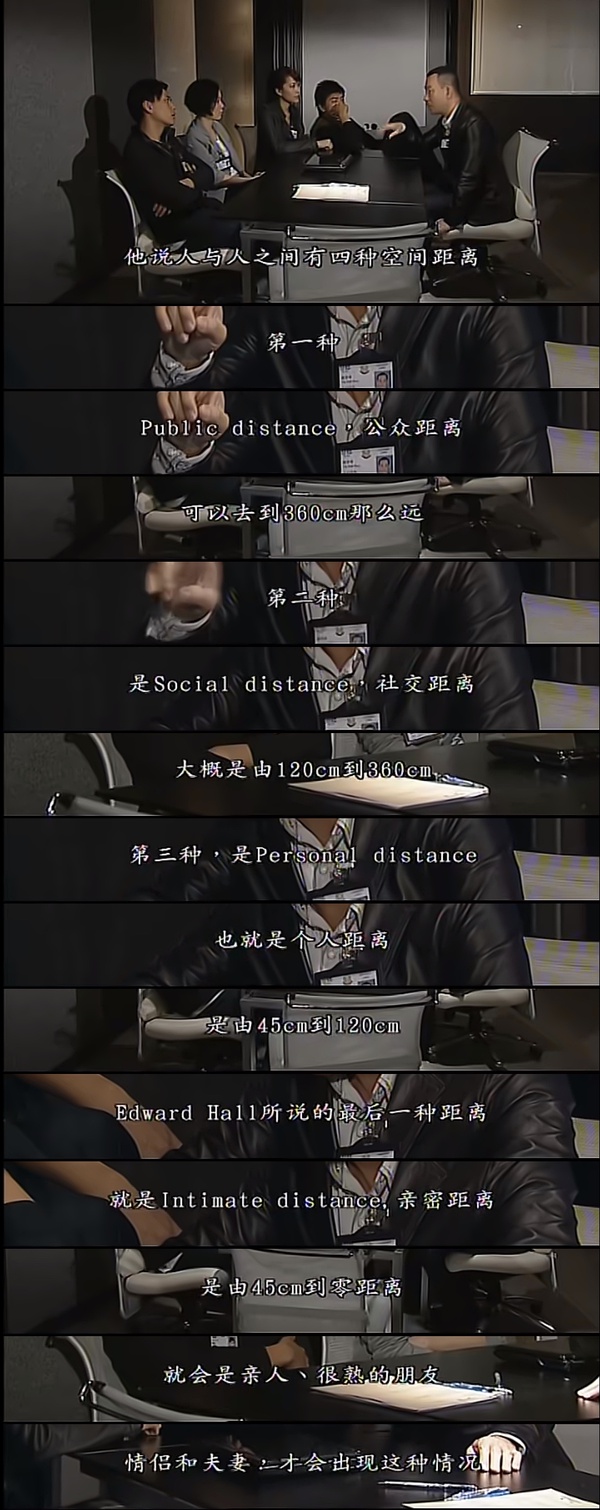 他说人与人之间有四种空间距离
第一种
Public distance，公众距离
可以去到360cm那么远
第二种
是Social distance，社交距离
大概是由120cm到360cm
第三种，是Personal distance
也就是个人距离
是由45cm到120cm
Edward Hall所说的最后一种距离
就是Intimate distance，亲密距离
是由45cm到零距离
就会是亲人、很熟的朋友
情侣和夫妻，才会出现这种情况